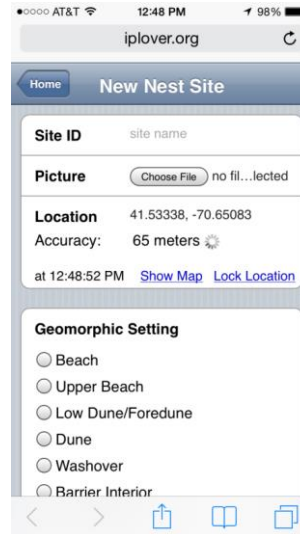 ●○○○○ AT&T 12:48 PM 98%
iplover.org
Home New Nest Site
Site ID site name
Picture Choose File no fil...lected
Location 41.53338, -70.65083
Accuracy: 65 meters
at 12:48:52 PM Show Map Lock Location
Geomorphic Setting
Beach
Upper Beach
Low Dune/Foredune
Dune
Washover
Barrier Interior